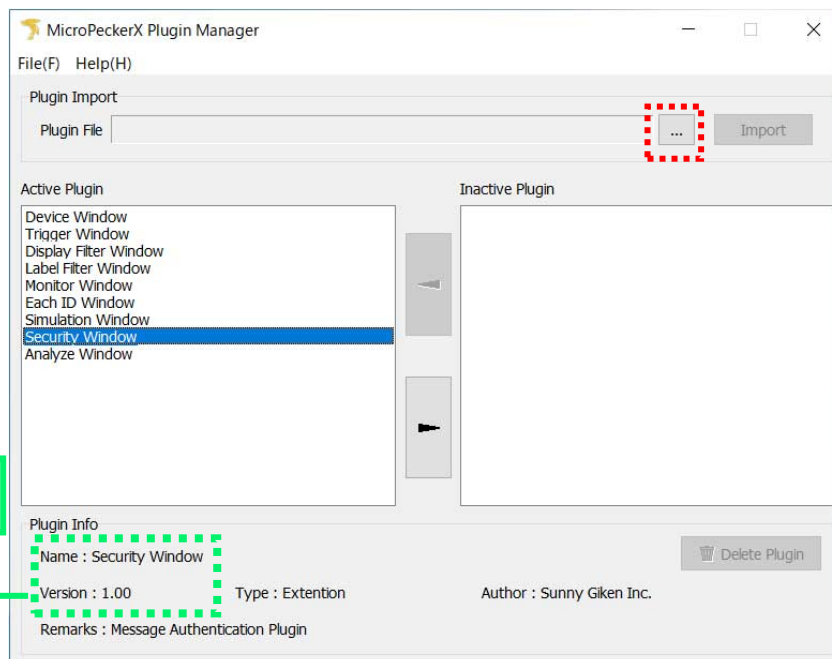 MicroPeckerX Plugin Manager
File(F) Help(H)
Plugin Import
Plugin File ... Import
Active Plugin Inactive Plugin
Device Window
Trigger Window
Display Filter Window
Label Filter Window
Monitor Window
Each ID Window
Simulation Window
Security Window
Analyze Window
Plugin Info
Name : Security Window Delete Plugin
Version : 1.00 Type : Extention Author : Sunny Giken Inc.
Remarks : Message Authentication Plugin